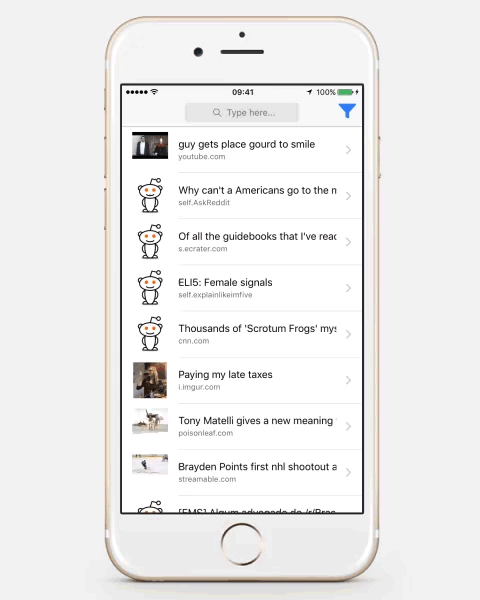 09:41
100%
Type here...
guy gets place gourd to smile
youtube.com
Why can't a Americans go to the m
self.AskReddit
Of all the guidebooks that I've read
s.ecrater.com
ELI5: Female signals
self.explainlikeimfive
Thousands of 'Scrotum Frogs' mys
cnn.com
Paying my late taxes
i.imgur.com
Tony Matelli gives a new meaning
poisonleaf.com
Brayden Points first nhl shootout a
streamable.com